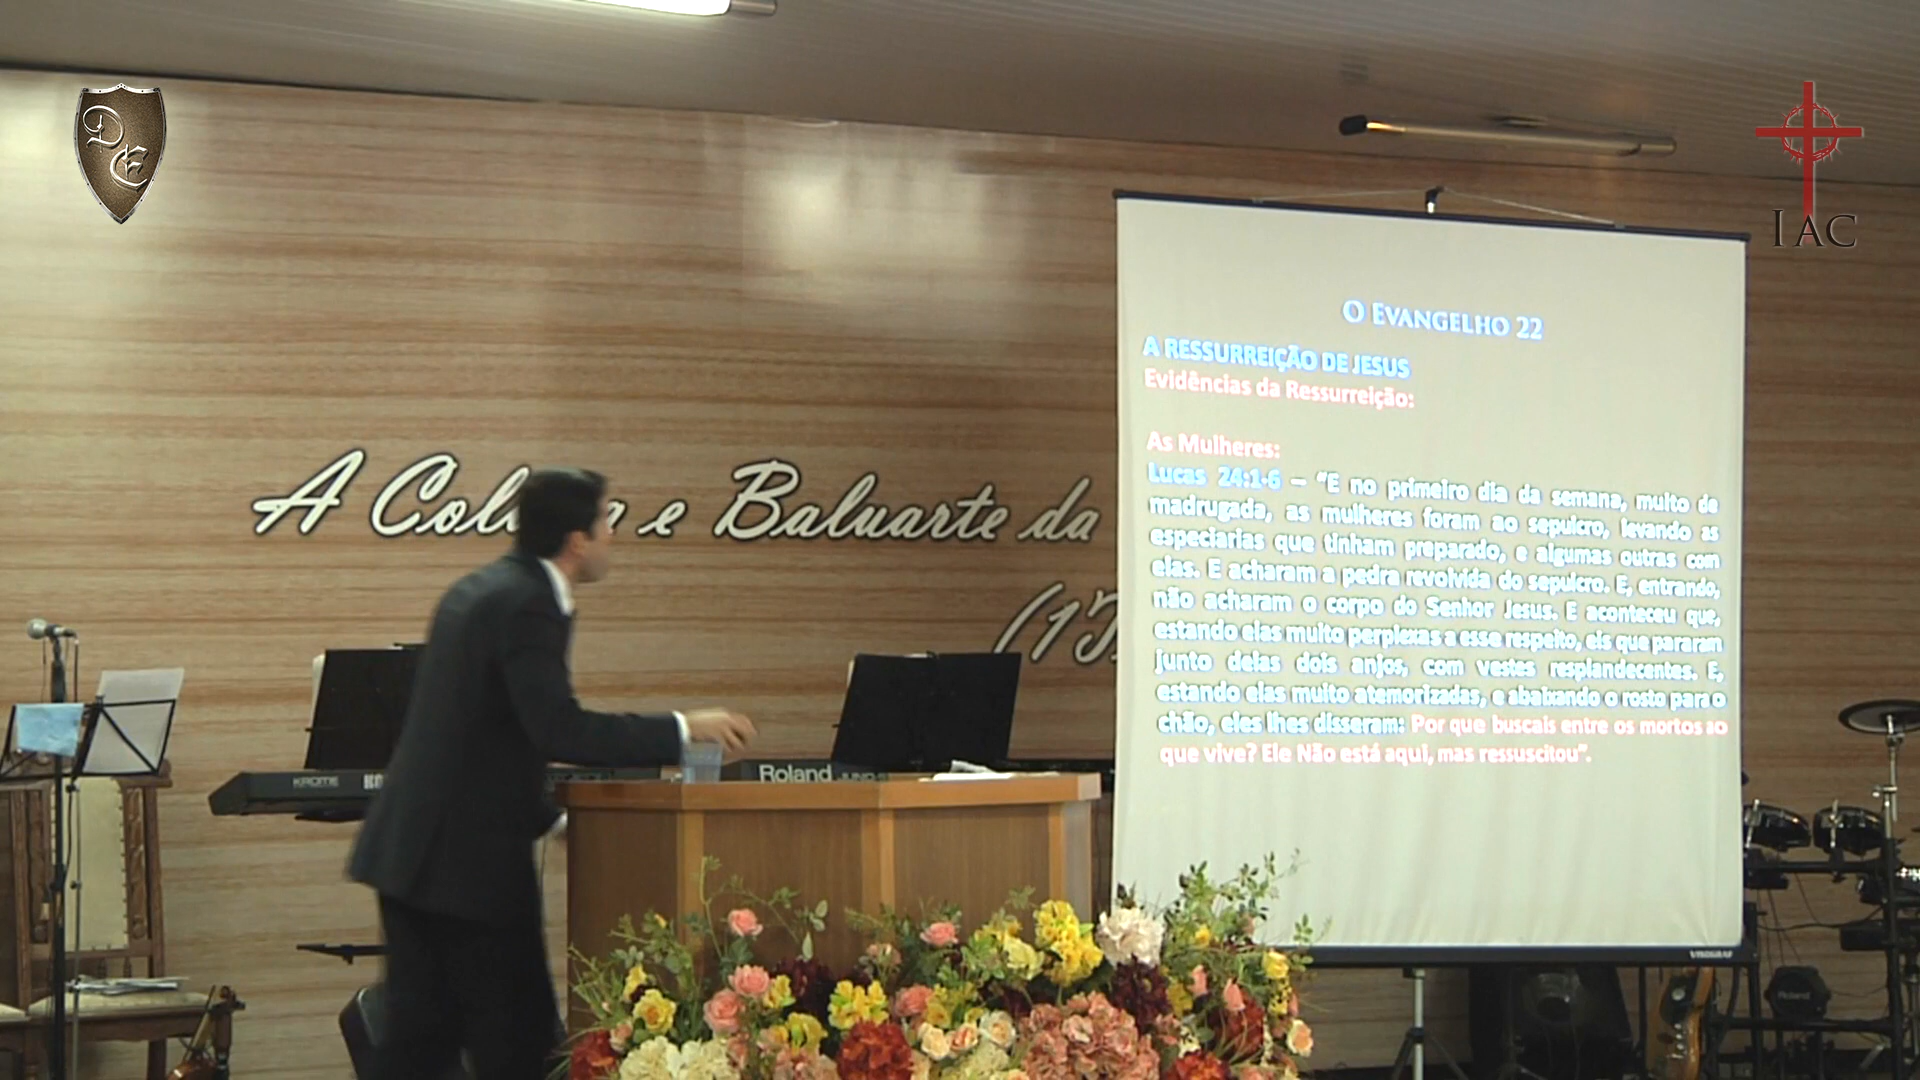 D
E
I AC
O EVANGELHO 22
A RESSURREIÇÃO DE JESUS
Evidências da Ressurreição:
As Mulheres:
Lucas 24:1-6 – “E no primeiro dia da semana, muito de
madrugada, as mulheres foram ao sepulcro, levando as
especiarias que tinham preparado, e algumas outras com
elas. E acharam a pedra revolvida do sepulcro. E, entrando,
não acharam o corpo do Senhor Jesus. E aconteceu que,
estando elas muito perplexas a esse respeito, eis que pararam
junto delas dois anjos, com vestes resplandecentes. E,
estando elas muito atemorizadas, e abaixando o rosto para o
chão, eles lhes disseram: Por que buscais entre os mortos ao
que vive? Ele Não está aqui, mas ressuscitou”.
A Col a e Baluarte da
(1
KROME
Roland
Roland